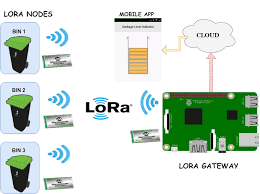 LORA NODES
MOBILE APP
BIN 1
Garbage Level Indicator
CLOUD
BIN 2
LoRa
BIN 3
LORA GATEWAY